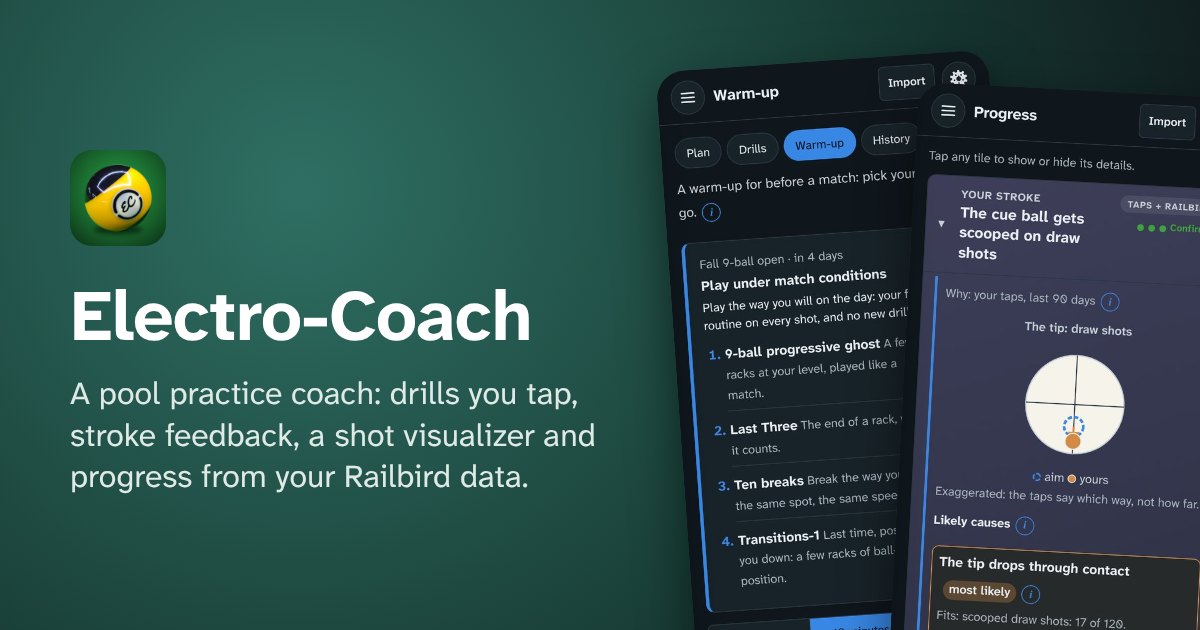 EC
Electro-Coach
A pool practice coach: drills you tap,
stroke feedback, a shot visualizer and
progress from your Railbird data.
Warm-up
Import
Plan
Drills
Warm-up
History
A warm-up for before a match: pick your
go. i
Fall 9-ball open · in 4 days
Play under match conditions
Play the way you will on the day: your
routine on every shot, and no new
1. 9-ball progressive ghost A few
racks at your level, played like a
match.
2. Last Three The end of a rack,
it counts.
3. Ten breaks Break the way you
the same spot, the same
4. Transitions-1 Last time,
you down: a few racks of
position.
minutes
Progress
Import
Tap any tile to show or hide its details.
YOUR STROKE
The cue ball gets
scooped on draw
shots
TAPS +
Why: your taps, last 90 days i
The tip: draw shots
aim yours
Exaggerated: the taps say which way, not how far.
Likely causes i
The tip drops through contact
most likely i
Fits: scooped draw shots: 17 of 120.